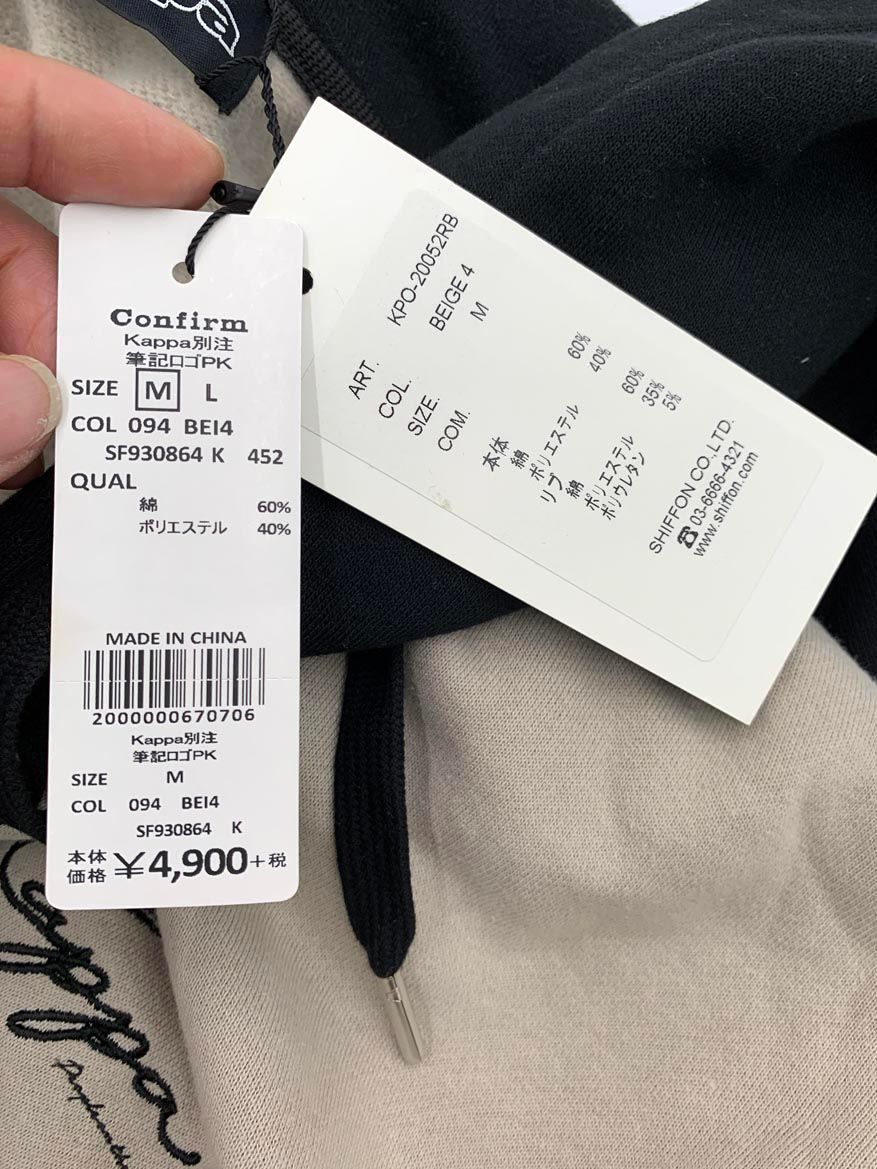 Confirm
Kappa別注
筆記ロゴPK
SIZE M L
COL 094 BEI4
SF930864 K 452
QUAL
綿 60%
ポリエステル 40%
MADE IN CHINA
2000000670706
Kappa別注
筆記ロゴPK
SIZE M
COL 094 BEI4
SF930864 K
本体価格 ¥4,900+税
ART. KPO-20052RB
COL. BEIGE 4
SIZE. M
COM.
本体
綿 60%
ポリエステル 40%
リブ
綿 60%
ポリエステル 35%
ポリウレタン 5%
SHIFFON CO.LTD.
☎ 03-6666-4321
www.shiffon.com
Kappa